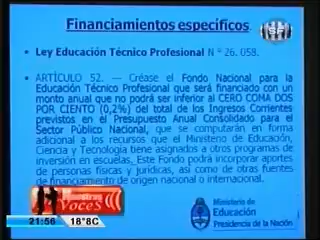 Financiamientos específicos.
• Ley Educación Técnico Profesional N° 26. 058.
• ARTÍCULO 52. — Créase el Fondo Nacional para la
Educación Técnico Profesional que será financiado con
un monto anual que no podrá ser inferior al CERO COMA DOS
POR CIENTO (0,2%) del total de los Ingresos Corrientes
previstos en el Presupuesto Anual Consolidado para el
Sector Público Nacional, que se computarán en forma
adicional a los recursos que el Ministerio de Educación,
Ciencia y Tecnología tiene asignados a otros programas de
inversión en escuelas. Este Fondo podrá incorporar aportes
de personas físicas y jurídicas, así como de otras fuentes
de financiamiento de origen nacional o internacional.
Nuestras
Voces
21:56 18°8C
Ministerio de
Educación
Presidencia de la Nación